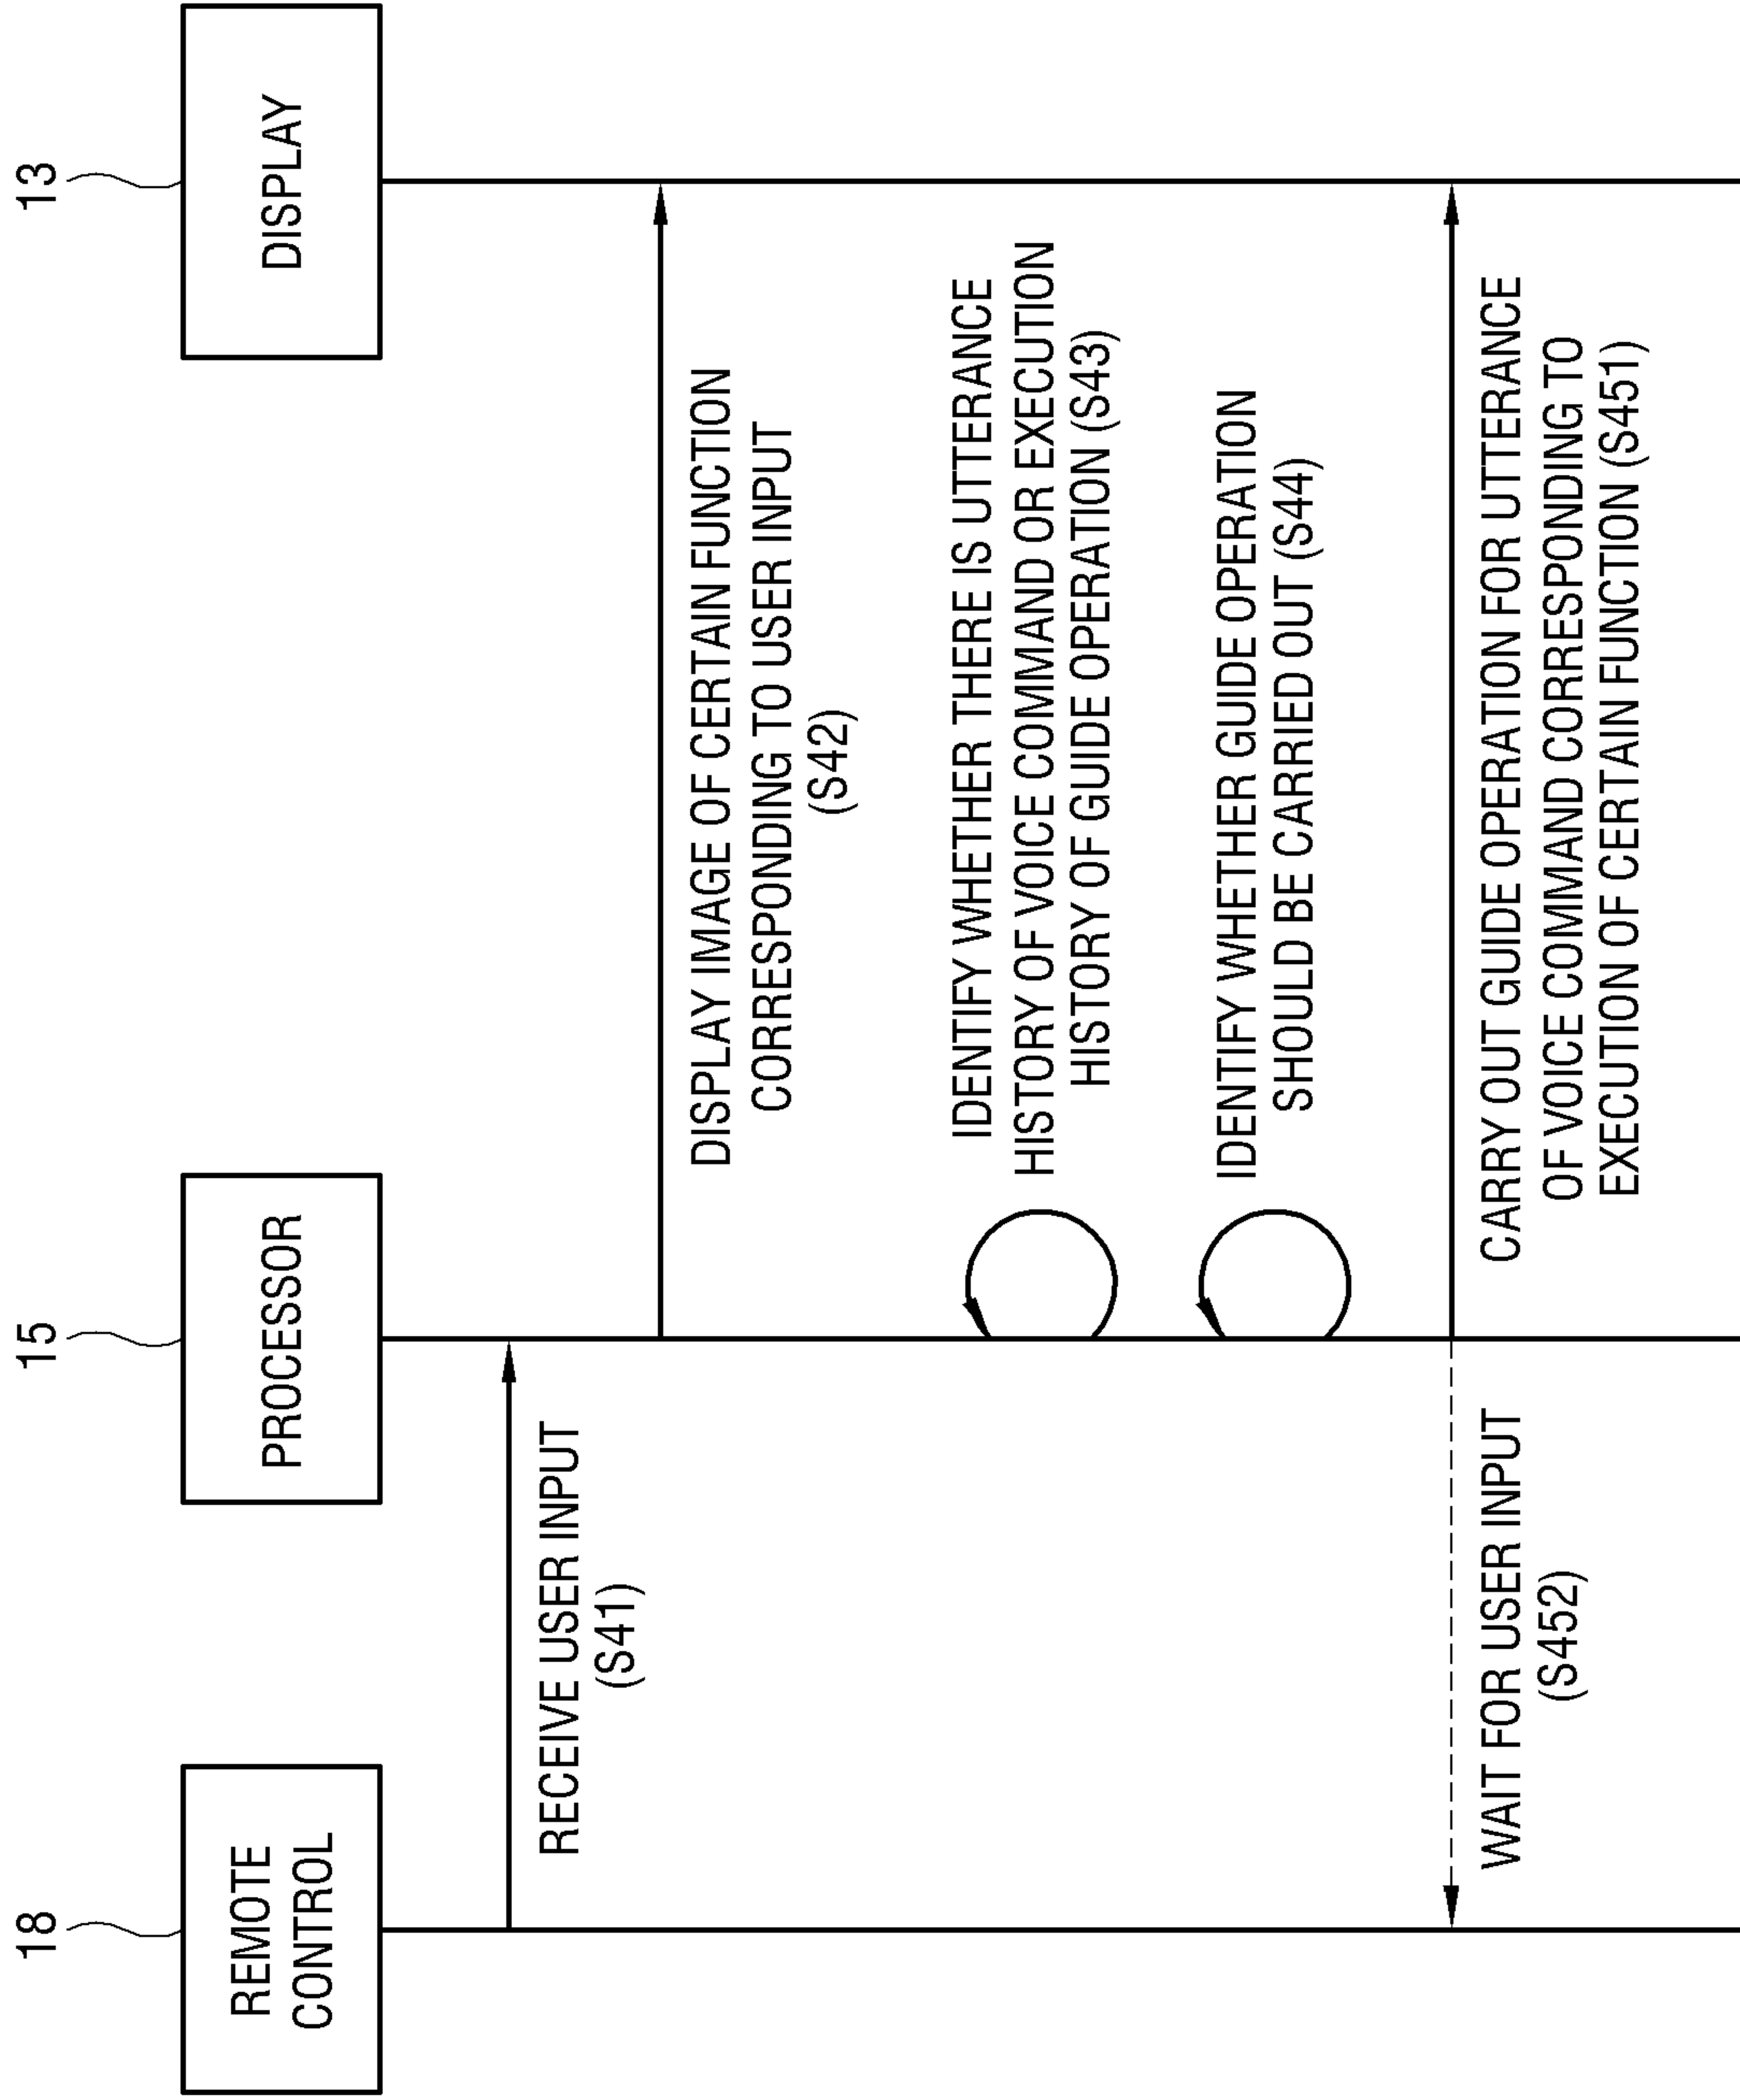 18
15
13
REMOTE
CONTROL
PROCESSOR
DISPLAY
RECEIVE USER INPUT
(S41)
DISPLAY IMAGE OF CERTAIN FUNCTION
CORRESPONDING TO USER INPUT
(S42)
IDENTIFY WHETHER THERE IS UTTERANCE
HISTORY OF VOICE COMMAND OR EXECUTION
HISTORY OF GUIDE OPERATION (S43)
IDENTIFY WHETHER GUIDE OPERATION
SHOULD BE CARRIED OUT (S44)
WAIT FOR USER INPUT
(S452)
CARRY OUT GUIDE OPERATION FOR UTTERANCE
OF VOICE COMMAND CORRESPONDING TO
EXECUTION OF CERTAIN FUNCTION (S451)